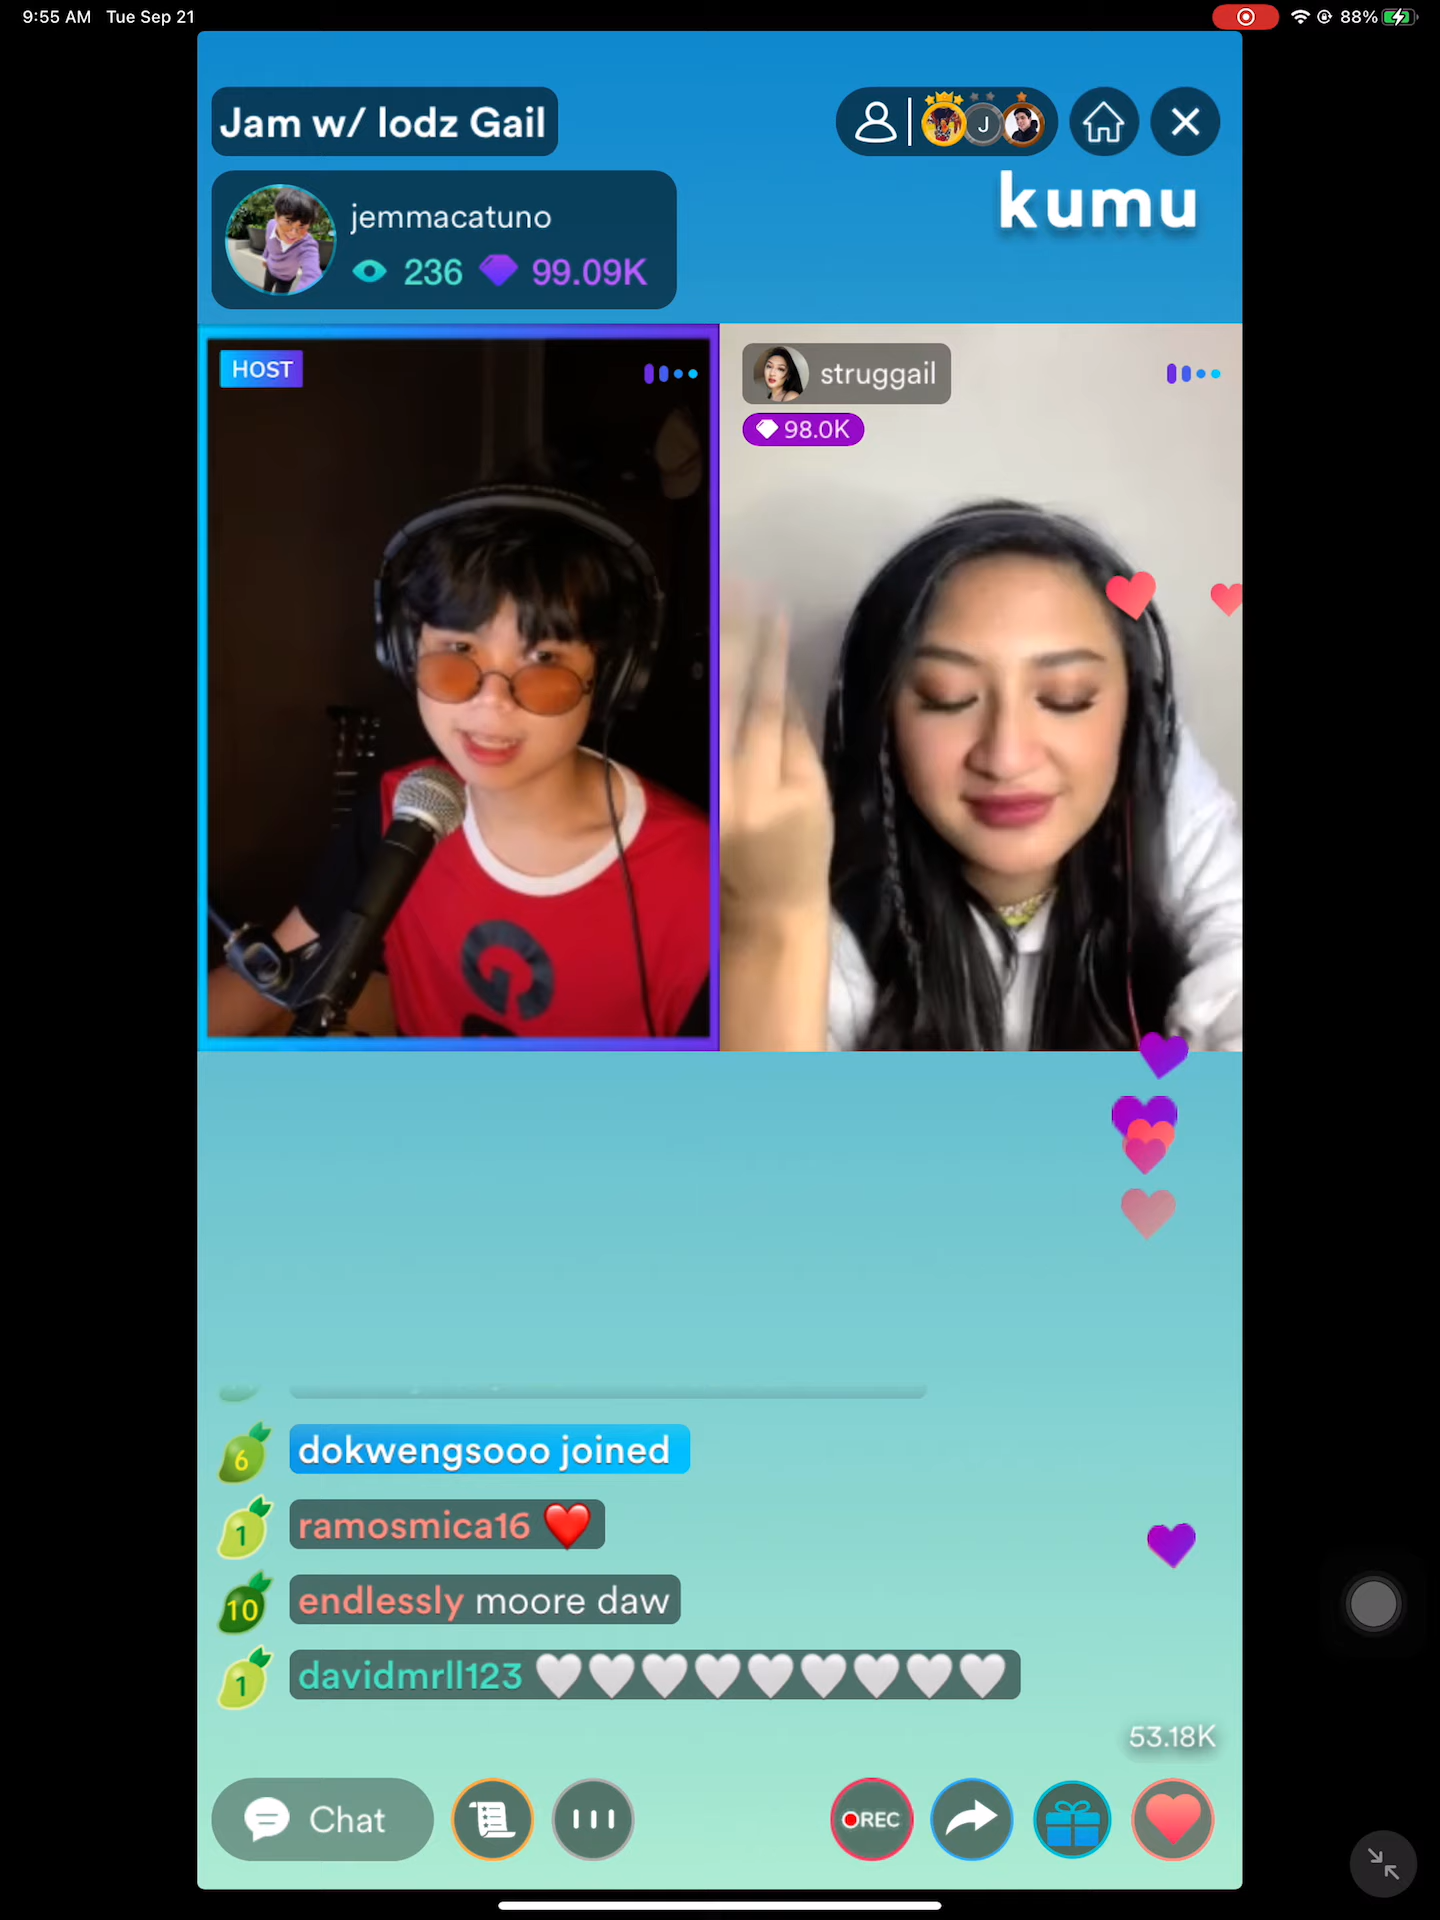 9:55 AM Tue Sep 21
88%
Jam w/ lodz Gail
J
jemmacatuno
236 99.09K
kumu
HOST
struggail
98.0K
6 dokwengsooo joined
1 ramosmica16 ❤️
10 endlessly moore daw
1 davidmrll123 🤍🤍🤍🤍🤍🤍🤍🤍🤍
53.18K
Chat
REC